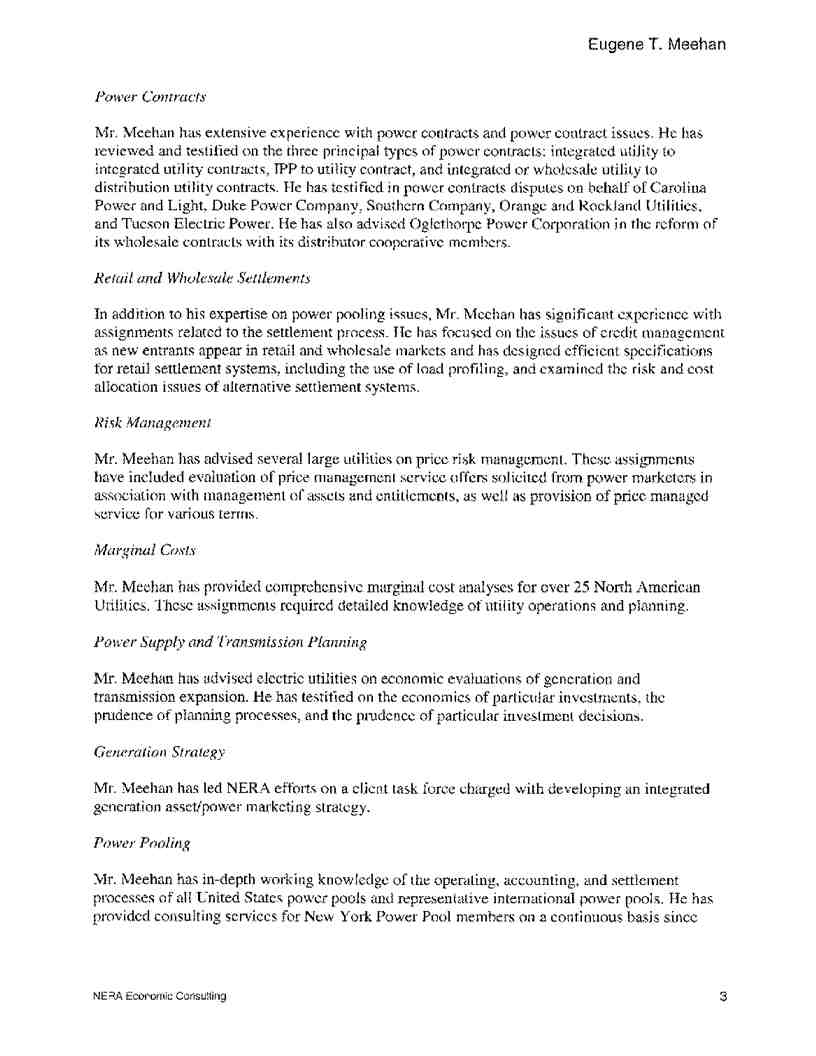 Eugene T. Meehan
Power Contracts
Mr. Meehan has extensive experience with power contracts and power contract issues. He has
reviewed and testified on the three principal types of power contracts: integrated utility to
integrated utility contracts, IPP to utility contract, and integrated or wholesale utility to
distribution utility contracts. He has testified in power contracts disputes on behalf of Carolina
Power and Light, Duke Power Company, Southern Company, Orange and Rockland Utilities,
and Tucson Electric Power. He has also advised Oglethorpe Power Corporation in the reform of
its wholesale contracts with its distributor cooperative members.
Retail and Wholesale Settlements
In addition to his expertise on power pooling issues, Mr. Meehan has significant experience with
assignments related to the settlement process. He has focused on the issues of credit management
as new entrants appear in retail and wholesale markets and has designed efficient specifications
for retail settlement systems, including the use of load profiling, and examined the risk and cost
allocation issues of alternative settlement systems.
Risk Management
Mr. Meehan has advised several large utilities on price risk management. These assignments
have included evaluation of price management service offers solicited from power marketers in
association with management of assets and entitlements, as well as provision of price managed
service for various terms.
Marginal Costs
Mr. Meehan has provided comprehensive marginal cost analyses for over 25 North American
Utilities. These assignments required detailed knowledge of utility operations and planning.
Power Supply and Transmission Planning
Mr. Meehan has advised electric utilities on economic evaluations of generation and
transmission expansion. He has testified on the economics of particular investments, the
prudence of planning processes, and the prudence of particular investment decisions.
Generation Strategy
Mr. Meehan has led NERA efforts on a client task force charged with developing an integrated
generation asset/power marketing strategy.
Power Pooling
Mr. Meehan has in-depth working knowledge of the operating, accounting, and settlement
processes of all United States power pools and representative international power pools. He has
provided consulting services for New York Power Pool members on a continuous basis since
NERA Economic Consulting
3